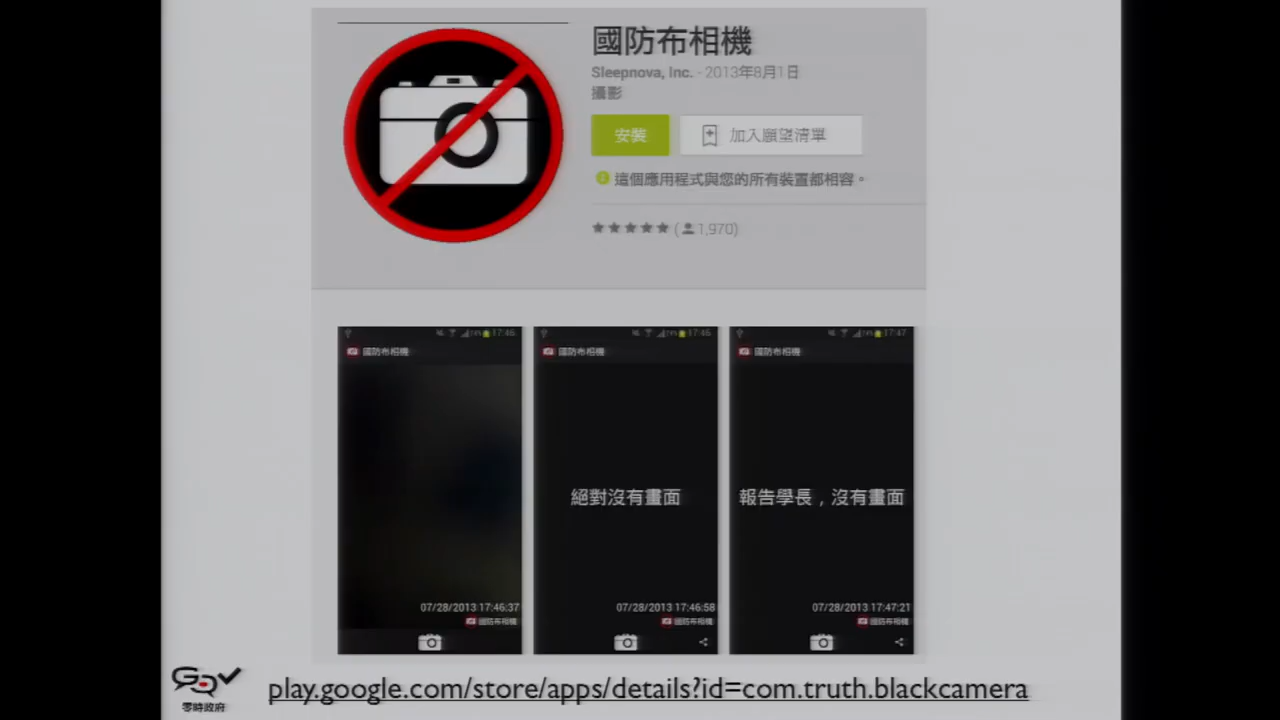 國防布相機
Sleepnova, Inc. - 2013年8月1日
攝影
安裝
加入願望清單
這個應用程式與您的所有裝置都相容。
(1,970)
17:46
國防布相機
07/28/2013 17:46:37
國防布相機
17:46
國防布相機
絕對沒有畫面
07/28/2013 17:46:58
國防布相機
17:47
國防布相機
報告學長，沒有畫面
07/28/2013 17:47:21
國防布相機
零時政府
play.google.com/store/apps/details?id=com.truth.blackcamera